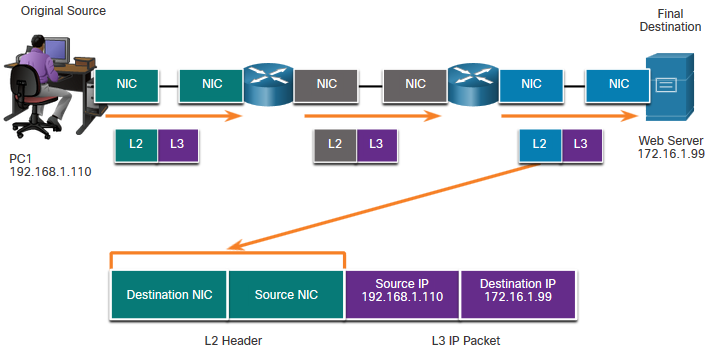 Original Source
Final
Destination
NIC
NIC
NIC
NIC
NIC
NIC
L2
L3
L2
L3
L2
L3
PC1
192.168.1.110
Web Server
172.16.1.99
Destination NIC
Source NIC
Source IP
192.168.1.110
Destination IP
172.16.1.99
L2 Header
L3 IP Packet